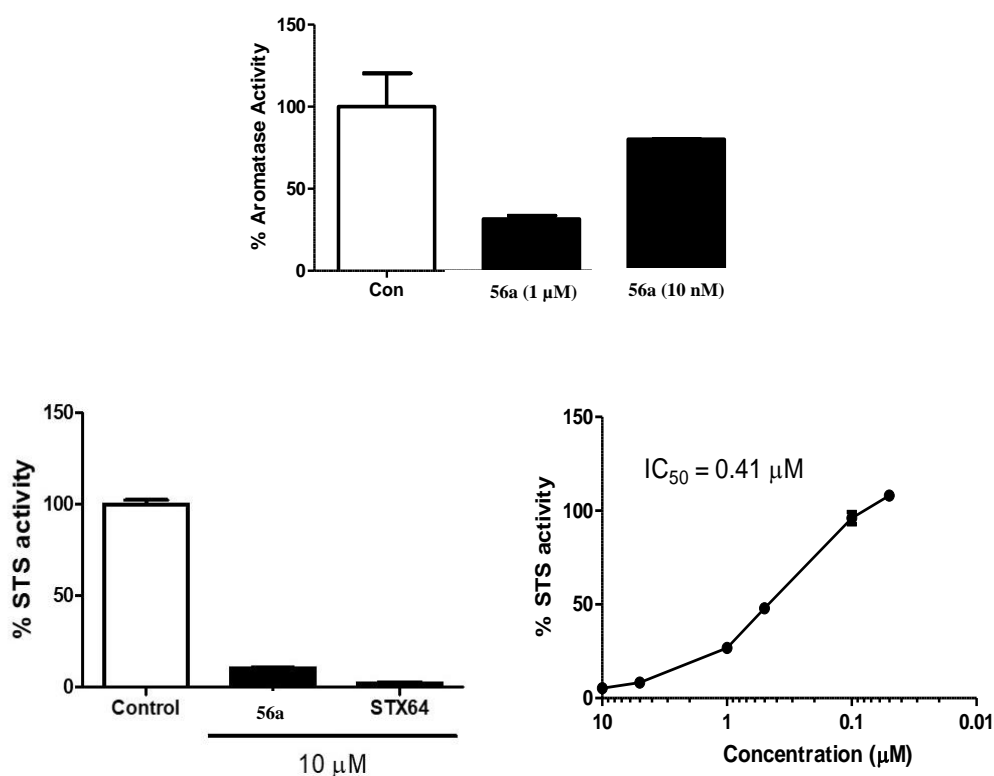 % Aromatase Activity
150
100
50
0
Con
56a (1 µM)
56a (10 nM)
% STS activity
150
100
50
0
Control
56a
STX64
10 µM
% STS activity
150
100
50
0
IC50 = 0.41 µM
10
1
0.1
0.01
Concentration (µM)